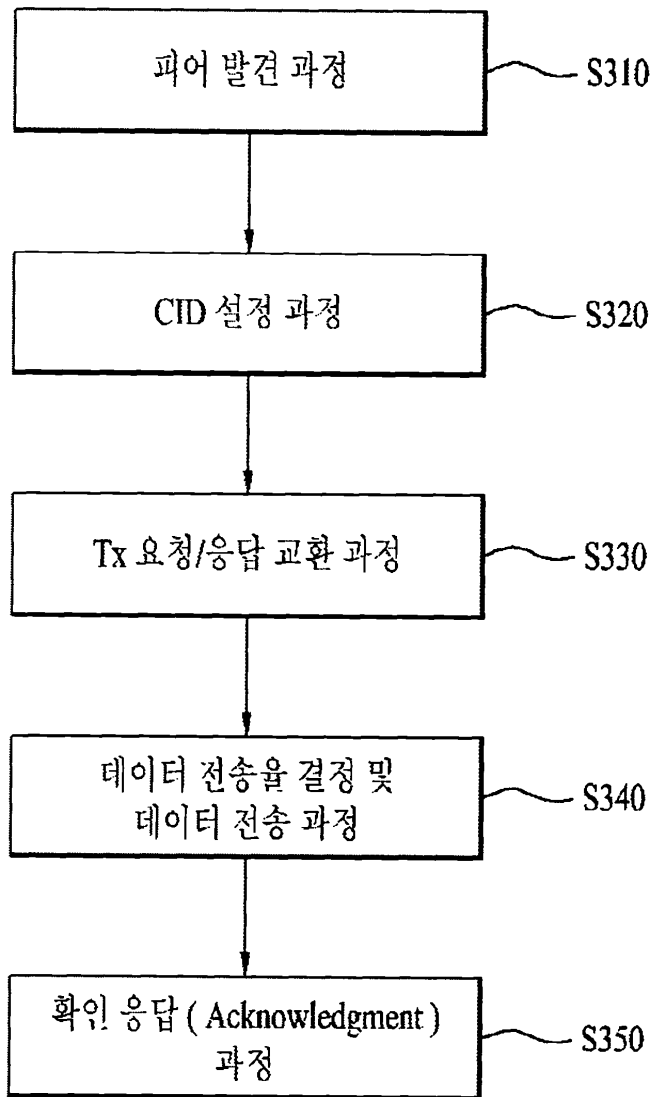 피어 발견 과정
S310
CID 설정 과정
S320
Tx 요청/응답 교환 과정
S330
데이터 전송율 결정 및
데이터 전송 과정
S340
확인 응답 ( Acknowledgment )
과정
S350